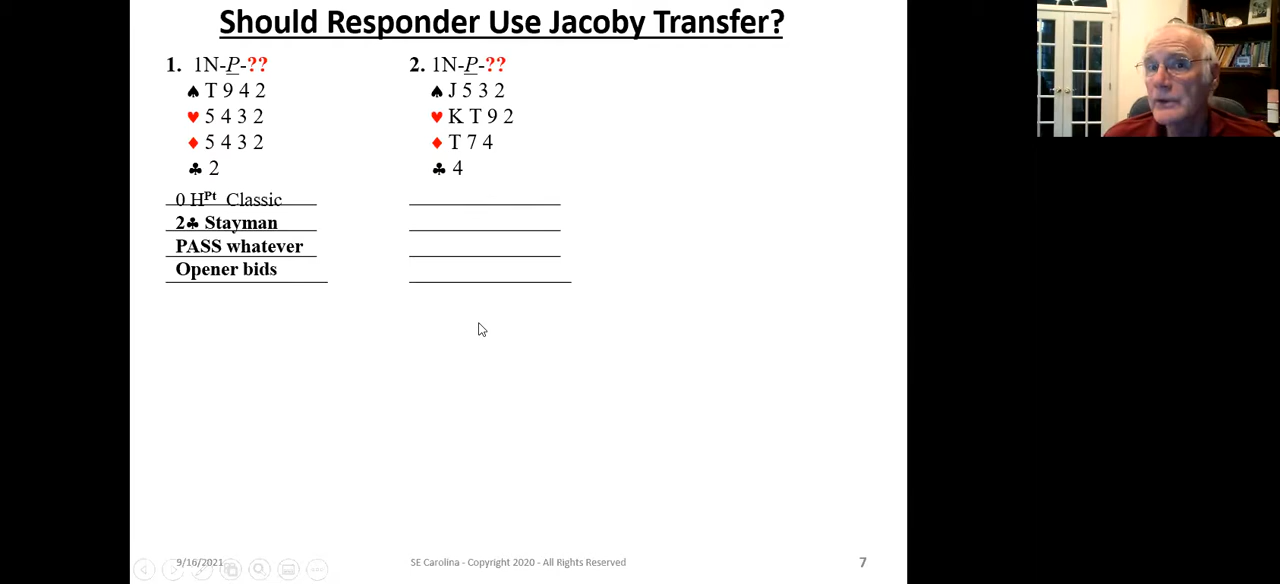 Should Responder Use Jacoby Transfer?
1. 1N-P-??
♠ T 9 4 2
♥ 5 4 3 2
♦ 5 4 3 2
♣ 2
0 HPt Classic
2♣ Stayman
PASS whatever
Opener bids
2. 1N-P-??
♠ J 5 3 2
♥ K T 9 2
♦ T 7 4
♣ 4
9/16/2021
SE Carolina - Copyright 2020 - All Rights Reserved
7